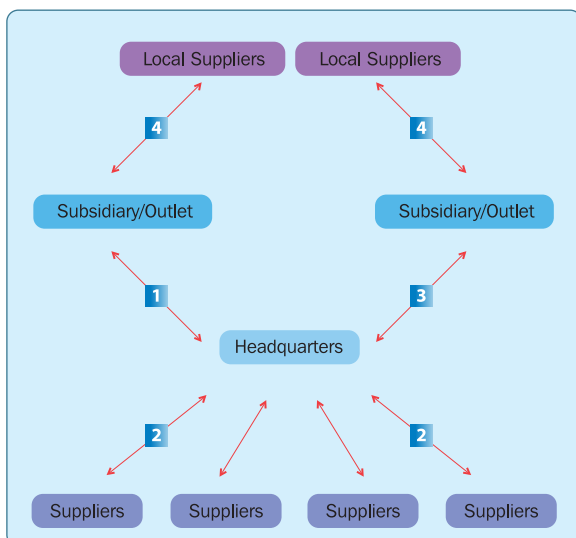 Local Suppliers
Local Suppliers
4
4
Subsidiary/Outlet
Subsidiary/Outlet
1
3
Headquarters
2
2
Suppliers
Suppliers
Suppliers
Suppliers